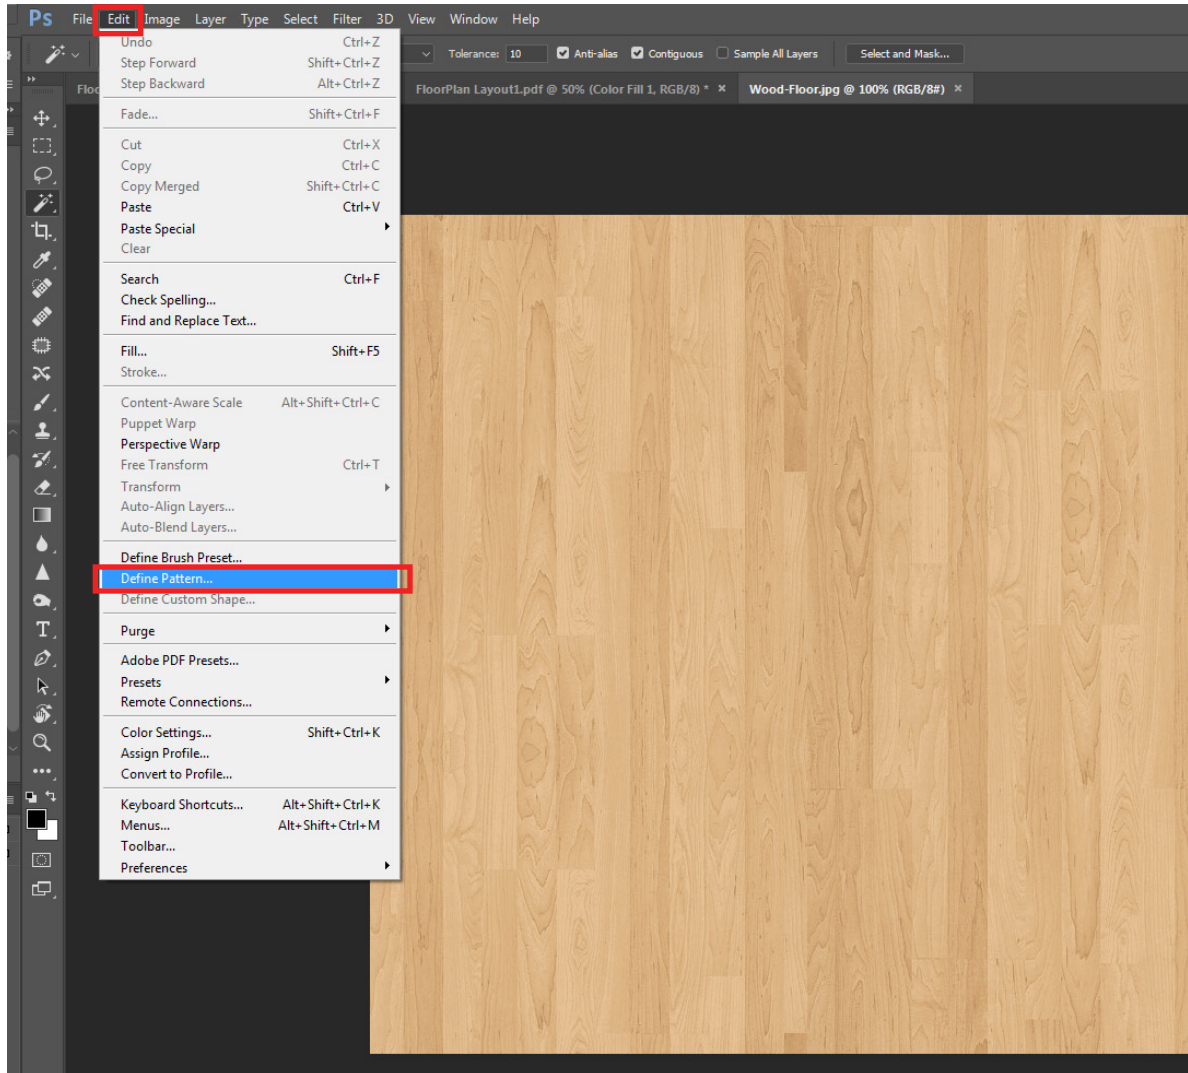 Ps File Edit Image Layer Type Select Filter 3D View Window Help
Tolerance: 10 Anti-alias Contiguous Sample All Layers Select and Mask...
FloorPlan Layout1.pdf @ 50% (Color Fill 1, RGB/8) * × Wood-Floor.jpg @ 100% (RGB/8#) ×
Undo Ctrl+Z
Step Forward Shift+Ctrl+Z
Step Backward Alt+Ctrl+Z
Fade... Shift+Ctrl+F
Cut Ctrl+X
Copy Ctrl+C
Copy Merged Shift+Ctrl+C
Paste Ctrl+V
Paste Special
Clear
Search Ctrl+F
Check Spelling...
Find and Replace Text...
Fill... Shift+F5
Stroke...
Content-Aware Scale Alt+Shift+Ctrl+C
Puppet Warp
Perspective Warp
Free Transform Ctrl+T
Transform
Auto-Align Layers...
Auto-Blend Layers...
Define Brush Preset...
Define Pattern...
Define Custom Shape...
Purge
Adobe PDF Presets...
Presets
Remote Connections...
Color Settings... Shift+Ctrl+K
Assign Profile...
Convert to Profile...
Keyboard Shortcuts... Alt+Shift+Ctrl+K
Menus... Alt+Shift+Ctrl+M
Toolbar...
Preferences